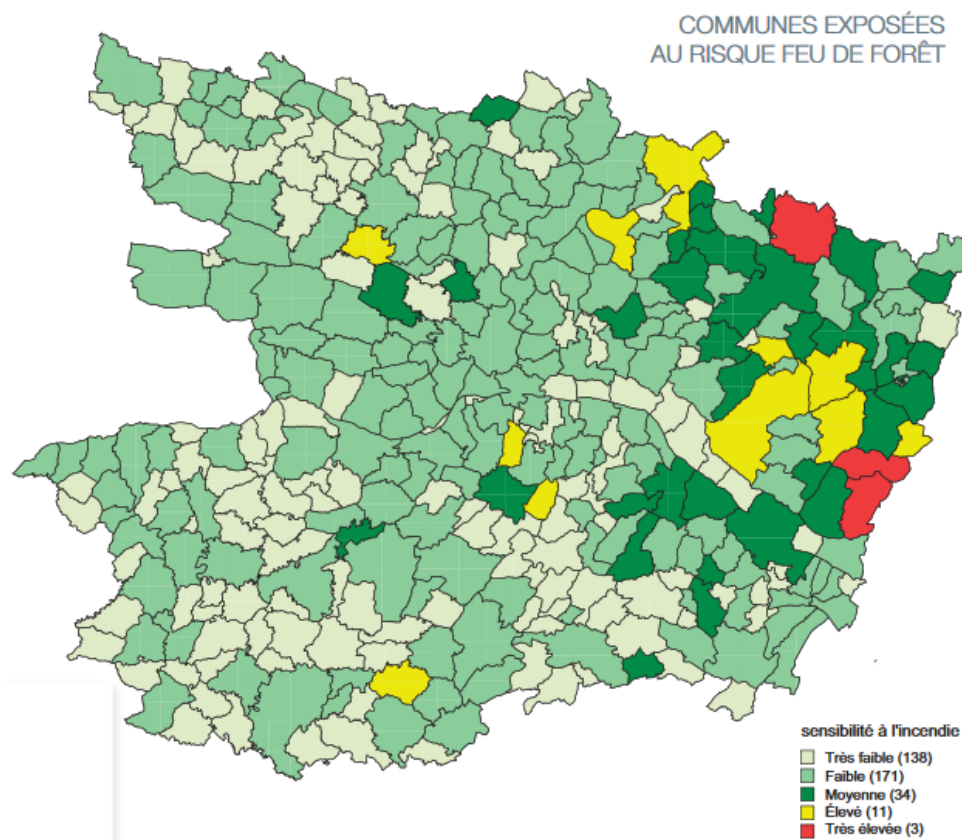 COMMUNES EXPOSÉES
AU RISQUE FEU DE FORÊT
sensibilité à l'incendie
Très faible (138)
Faible (171)
Moyenne (34)
Élevé (11)
Très élevée (3)